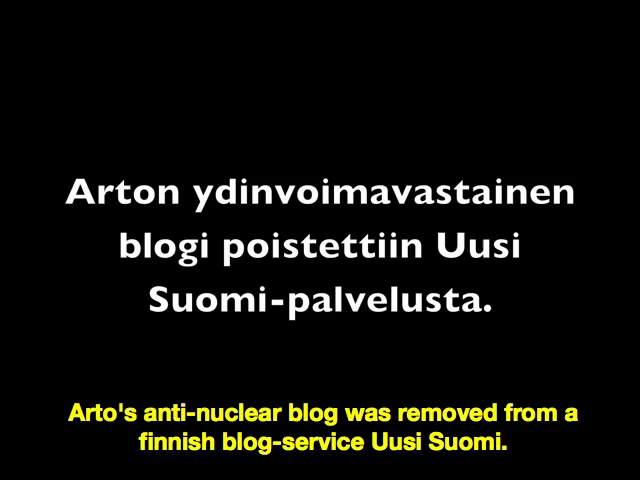 Arton ydinvoimavastainen
blogi poistettiin Uusi
Suomi-palvelusta.
Arto's anti-nuclear blog was removed from a
finnish blog-service Uusi Suomi.